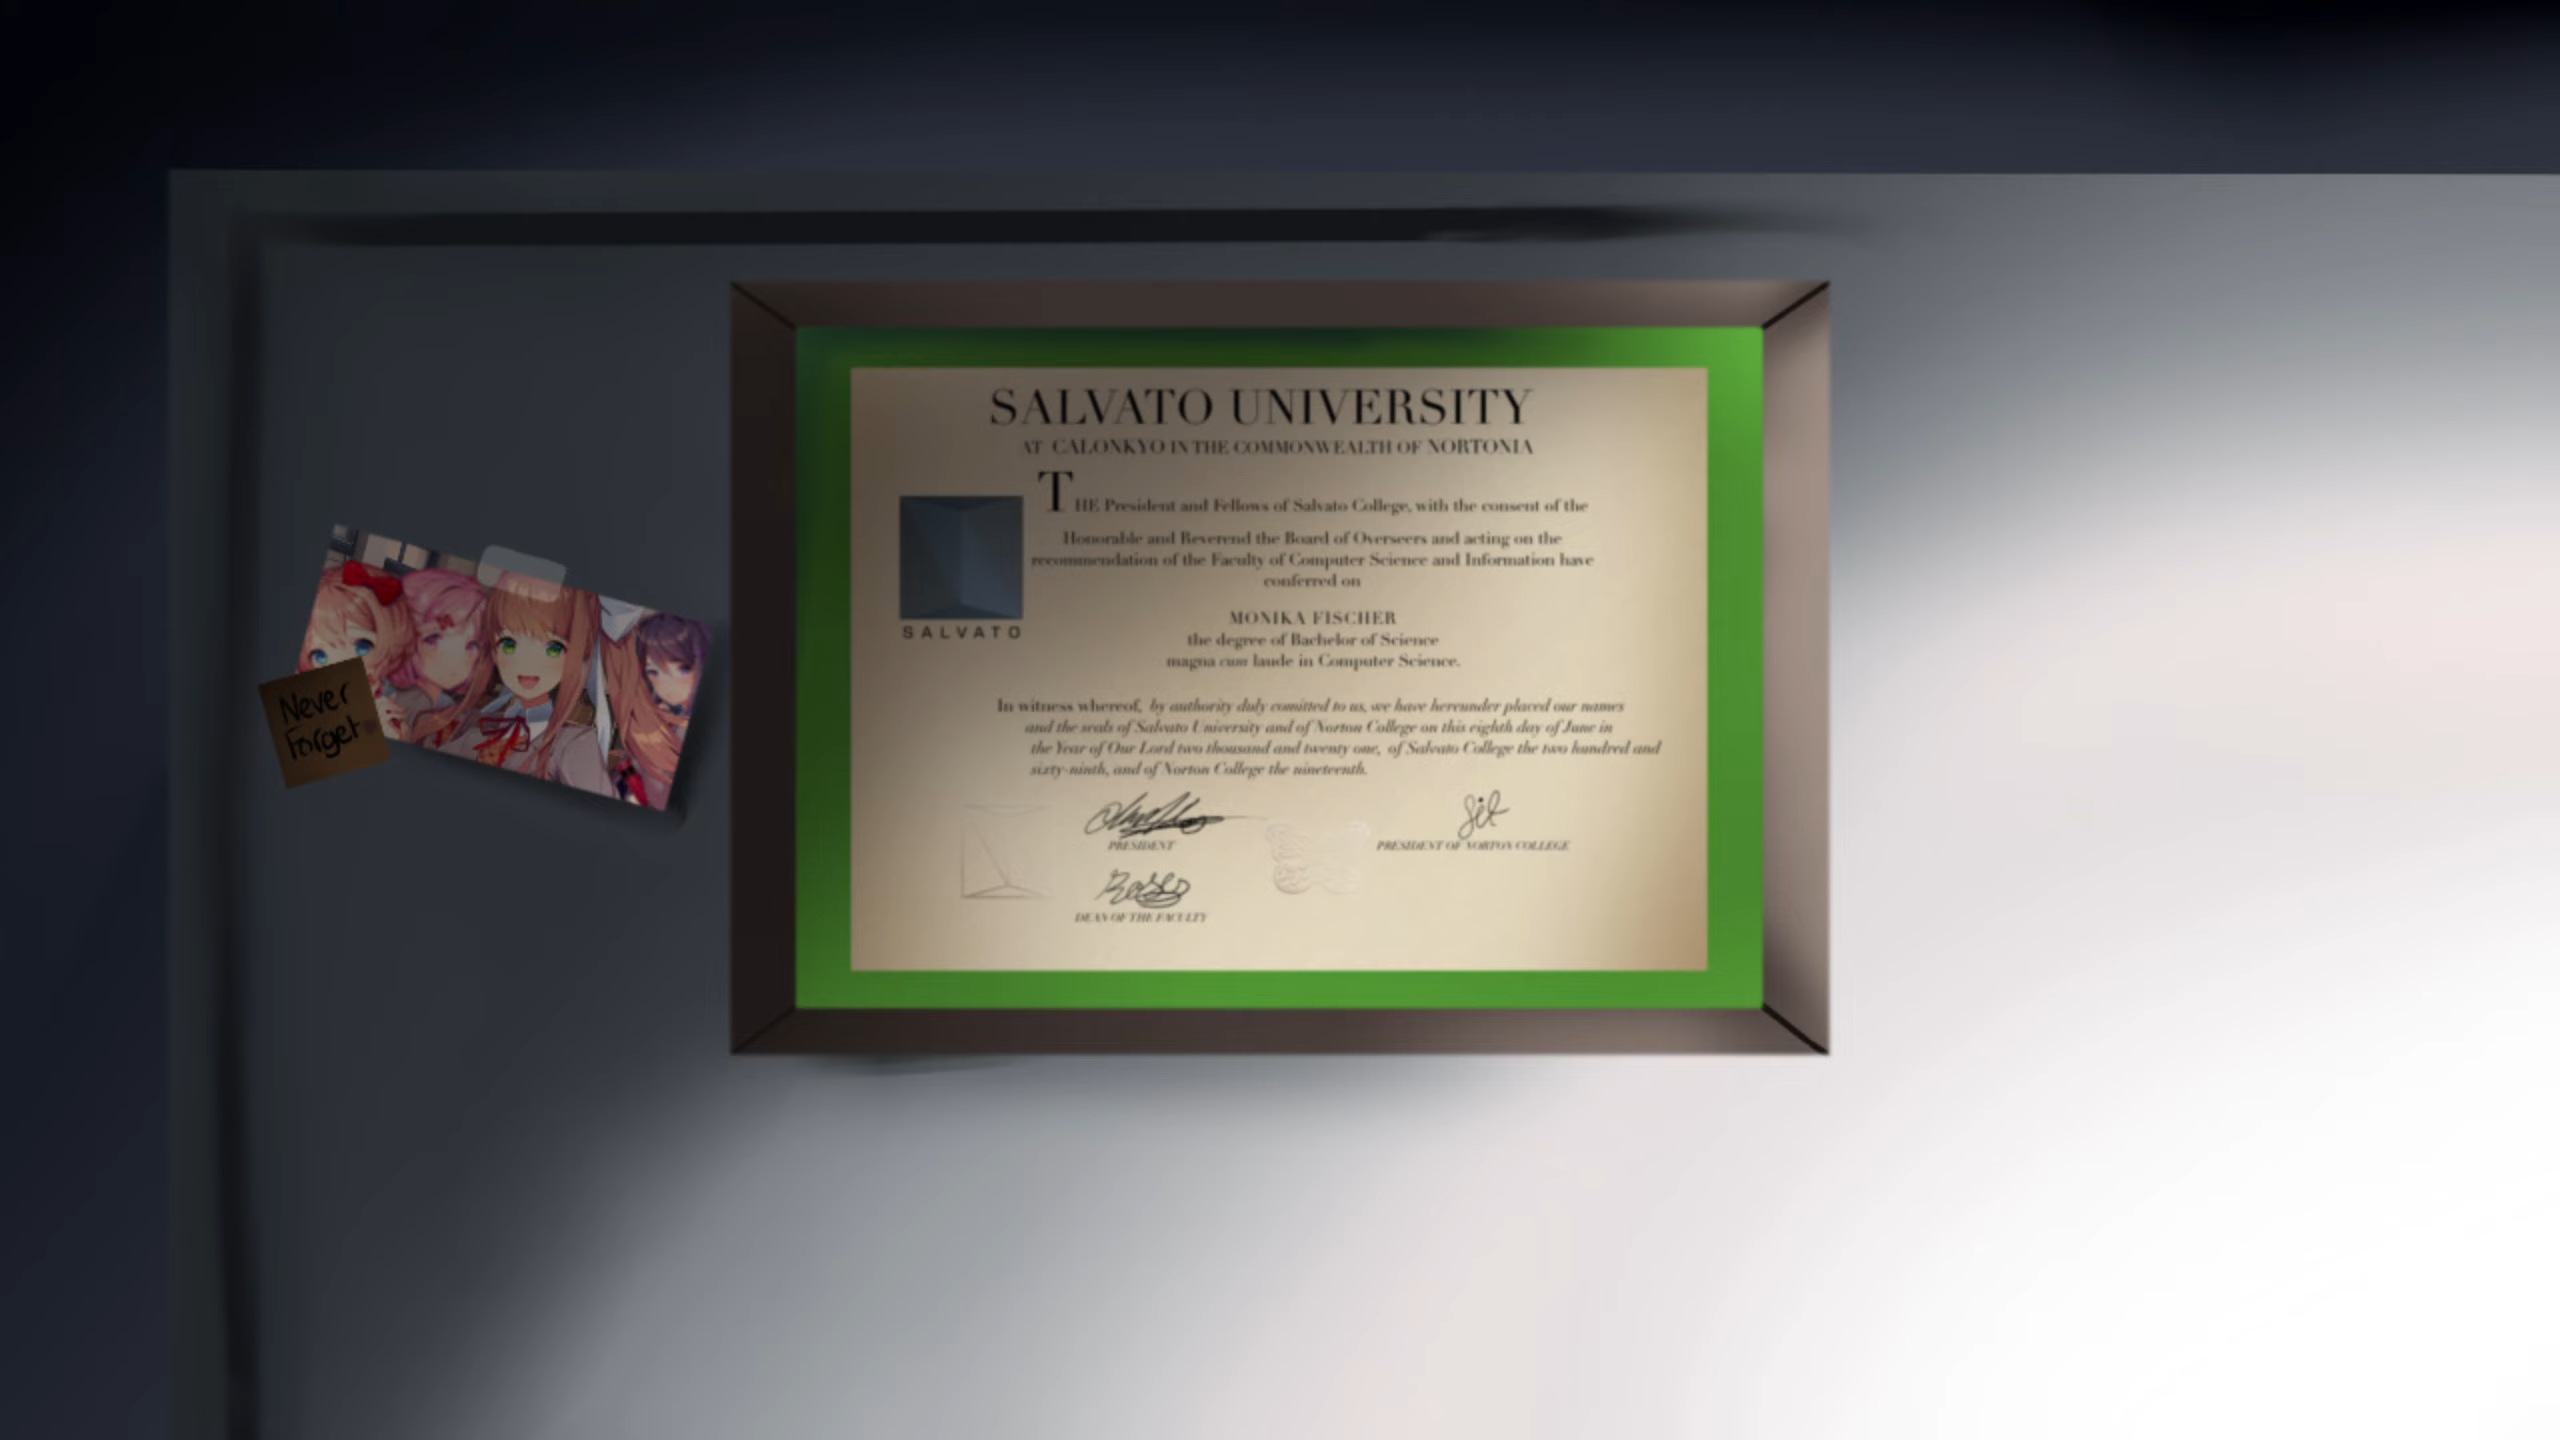 SALVATO UNIVERSITY
AT CALONKYO IN THE COMMONWEALTH OF NORTONIA
THE President and Fellows of Salvato College, with the consent of the
Honorable and Reverend the Board of Overseers and acting on the
recommendation of the Faculty of Computer Science and Information have
conferred on
SALVATO
MONIKA FISCHER
the degree of Bachelor of Science
magna cum laude in Computer Science.
In witness whereof, by authority duly comitted to us, we have hereunder placed our names
and the seals of Salvato University and of Norton College on this eighth day of June in
the Year of Our Lord two thousand and twenty one, of Salvato College the two hundred and
sixty-ninth, and of Norton College the nineteenth.
PRESIDENT
PRESIDENT OF NORTON COLLEGE
DEAN OF THE FACULTY
Never
Forget